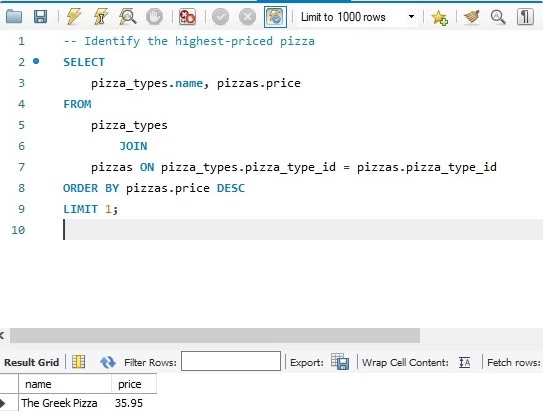 Limit to 1000 rows
1 -- Identify the highest-priced pizza
2 SELECT
3 pizza_types.name, pizzas.price
4 FROM
5 pizza_types
6 JOIN
7 pizzas ON pizza_types.pizza_type_id = pizzas.pizza_type_id
8 ORDER BY pizzas.price DESC
9 LIMIT 1;
10
Result Grid Filter Rows: Export: Wrap Cell Content: Fetch rows:
name price
The Greek Pizza 35.95